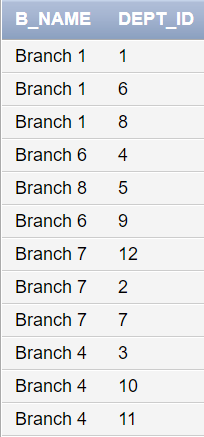 B_NAME DEPT_ID
Branch 1 1
Branch 1 6
Branch 1 8
Branch 6 4
Branch 8 5
Branch 6 9
Branch 7 12
Branch 7 2
Branch 7 7
Branch 4 3
Branch 4 10
Branch 4 11